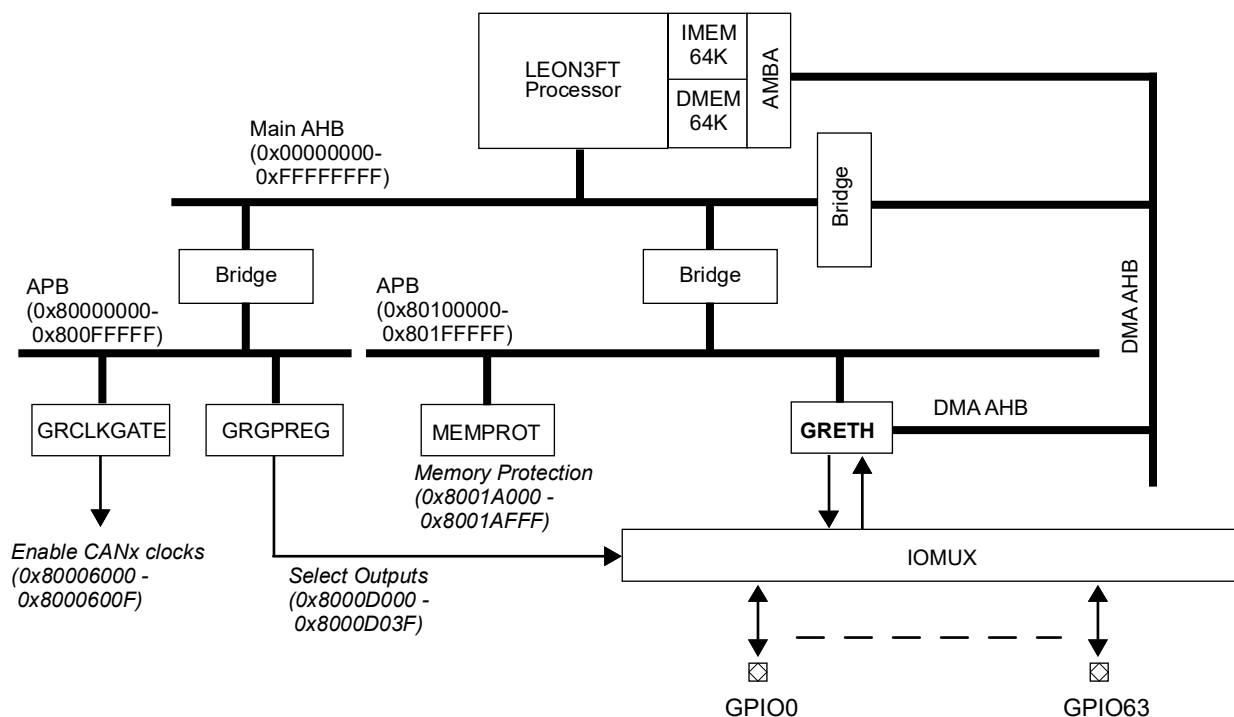 LEON3FT
Processor
IMEM
64K
DMEM
64K
AMBA
Main AHB
(0x00000000-
0xFFFFFFFF)
Bridge
Bridge
Bridge
DMA AHB
APB
(0x80000000-
0x800FFFFF)
APB
(0x80100000-
0x801FFFFF)
GRCLKGATE
GRGPREG
MEMPROT
GRETH
DMA AHB
Memory Protection
(0x8001A000 -
0x8001AFFF)
Enable CANx clocks
(0x80006000 -
0x8000600F)
Select Outputs
(0x8000D000 -
0x8000D03F)
IOMUX
GPIO0
GPIO63